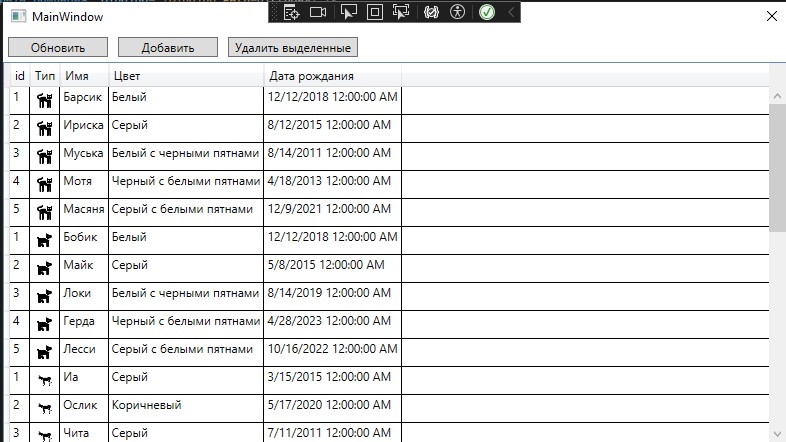 MainWindow
Обновить Добавить Удалить выделенные
id Тип Имя Цвет Дата рождания
1 Барсик Белый 12/12/2018 12:00:00 AM
2 Ириска Серый 8/12/2015 12:00:00 AM
3 Муська Белый с черными пятнами 8/14/2011 12:00:00 AM
4 Мотя Черный с белыми пятнами 4/18/2013 12:00:00 AM
5 Масяня Серый с белыми пятнами 12/9/2021 12:00:00 AM
1 Бобик Белый 12/12/2018 12:00:00 AM
2 Майк Серый 5/8/2015 12:00:00 AM
3 Локи Белый с черными пятнами 8/14/2019 12:00:00 AM
4 Герда Черный с белыми пятнами 4/28/2023 12:00:00 AM
5 Лесси Серый с белыми пятнами 10/16/2022 12:00:00 AM
1 Иа Серый 3/15/2015 12:00:00 AM
2 Ослик Коричневый 5/17/2020 12:00:00 AM
3 Чита Серый 7/11/2011 12:00:00 AM